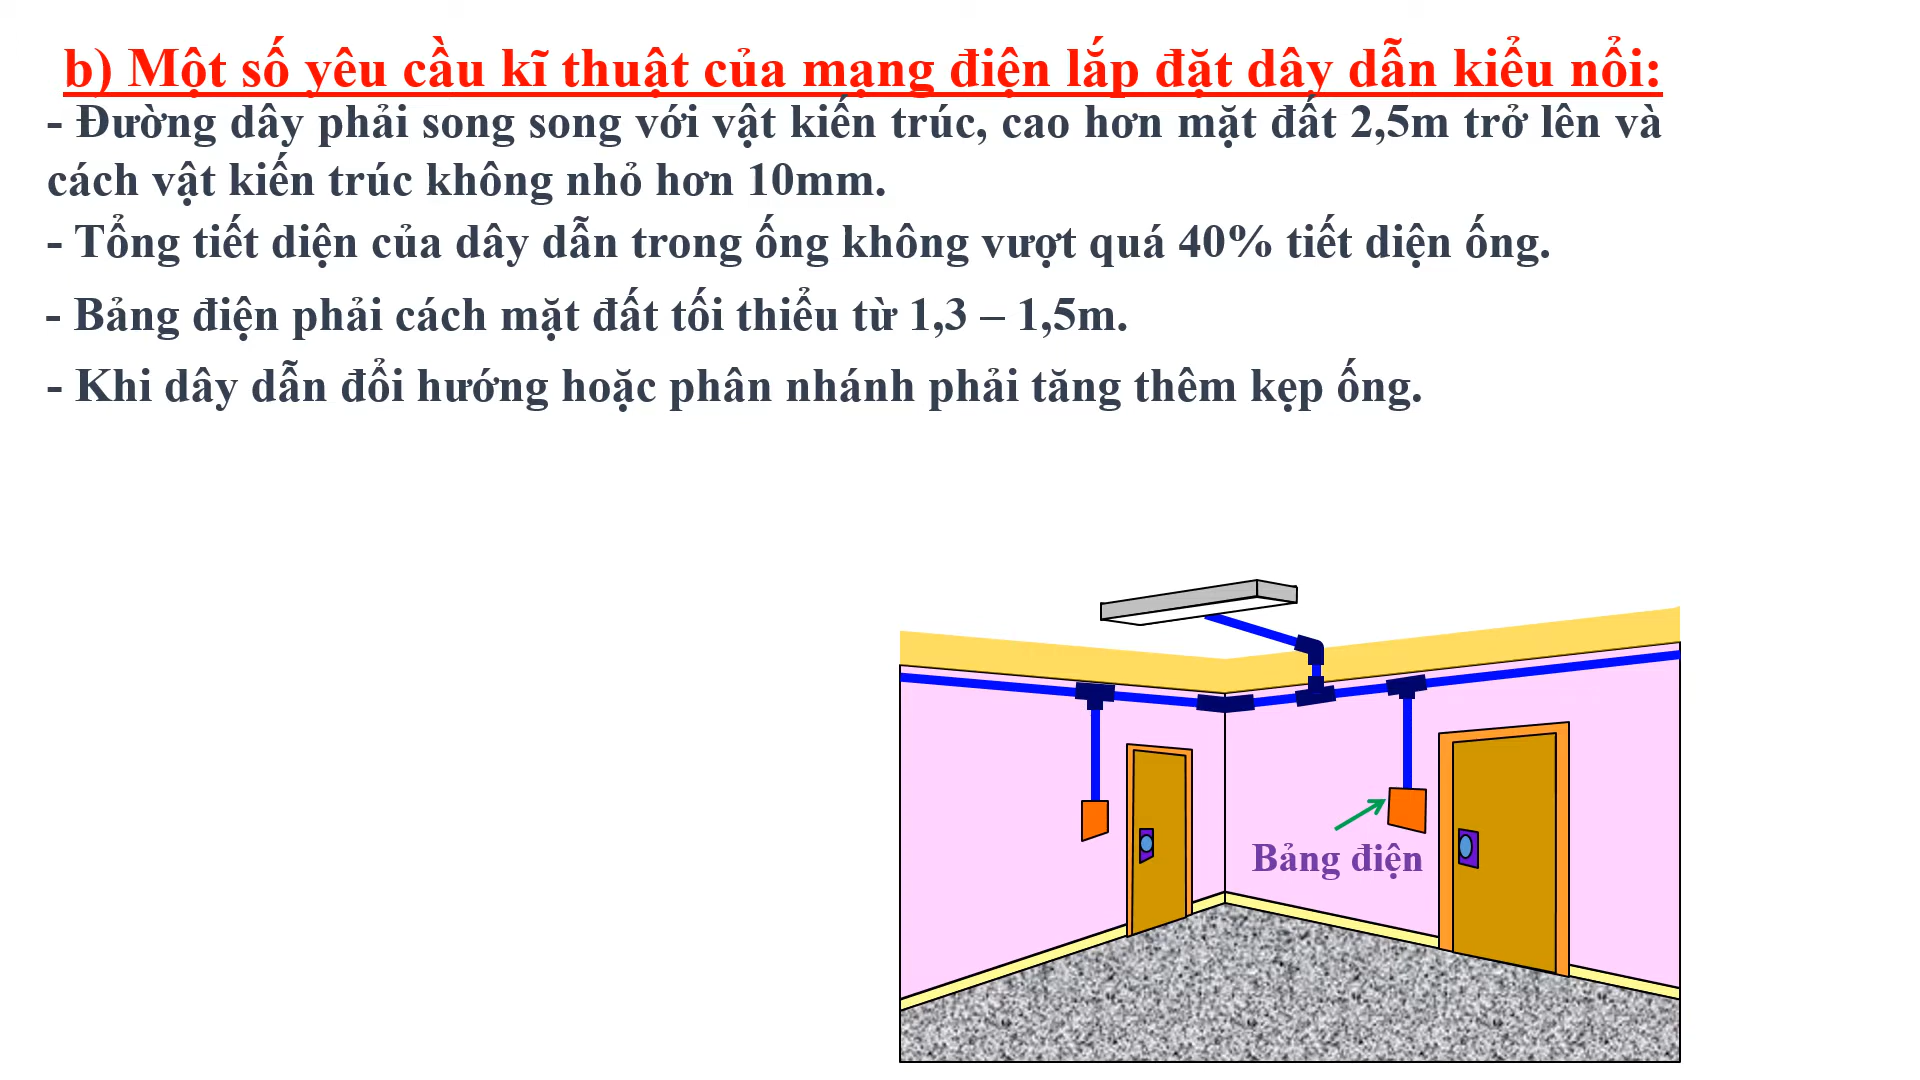 b) Một số yêu cầu kĩ thuật của mạng điện lắp đặt dây dẫn kiểu nổi:
- Đường dây phải song song với vật kiến trúc, cao hơn mặt đất 2,5m trở lên và
cách vật kiến trúc không nhỏ hơn 10mm.
- Tổng tiết diện của dây dẫn trong ống không vượt quá 40% tiết diện ống.
- Bảng điện phải cách mặt đất tối thiểu từ 1,3 – 1,5m.
- Khi dây dẫn đổi hướng hoặc phân nhánh phải tăng thêm kẹp ống.
Bảng điện